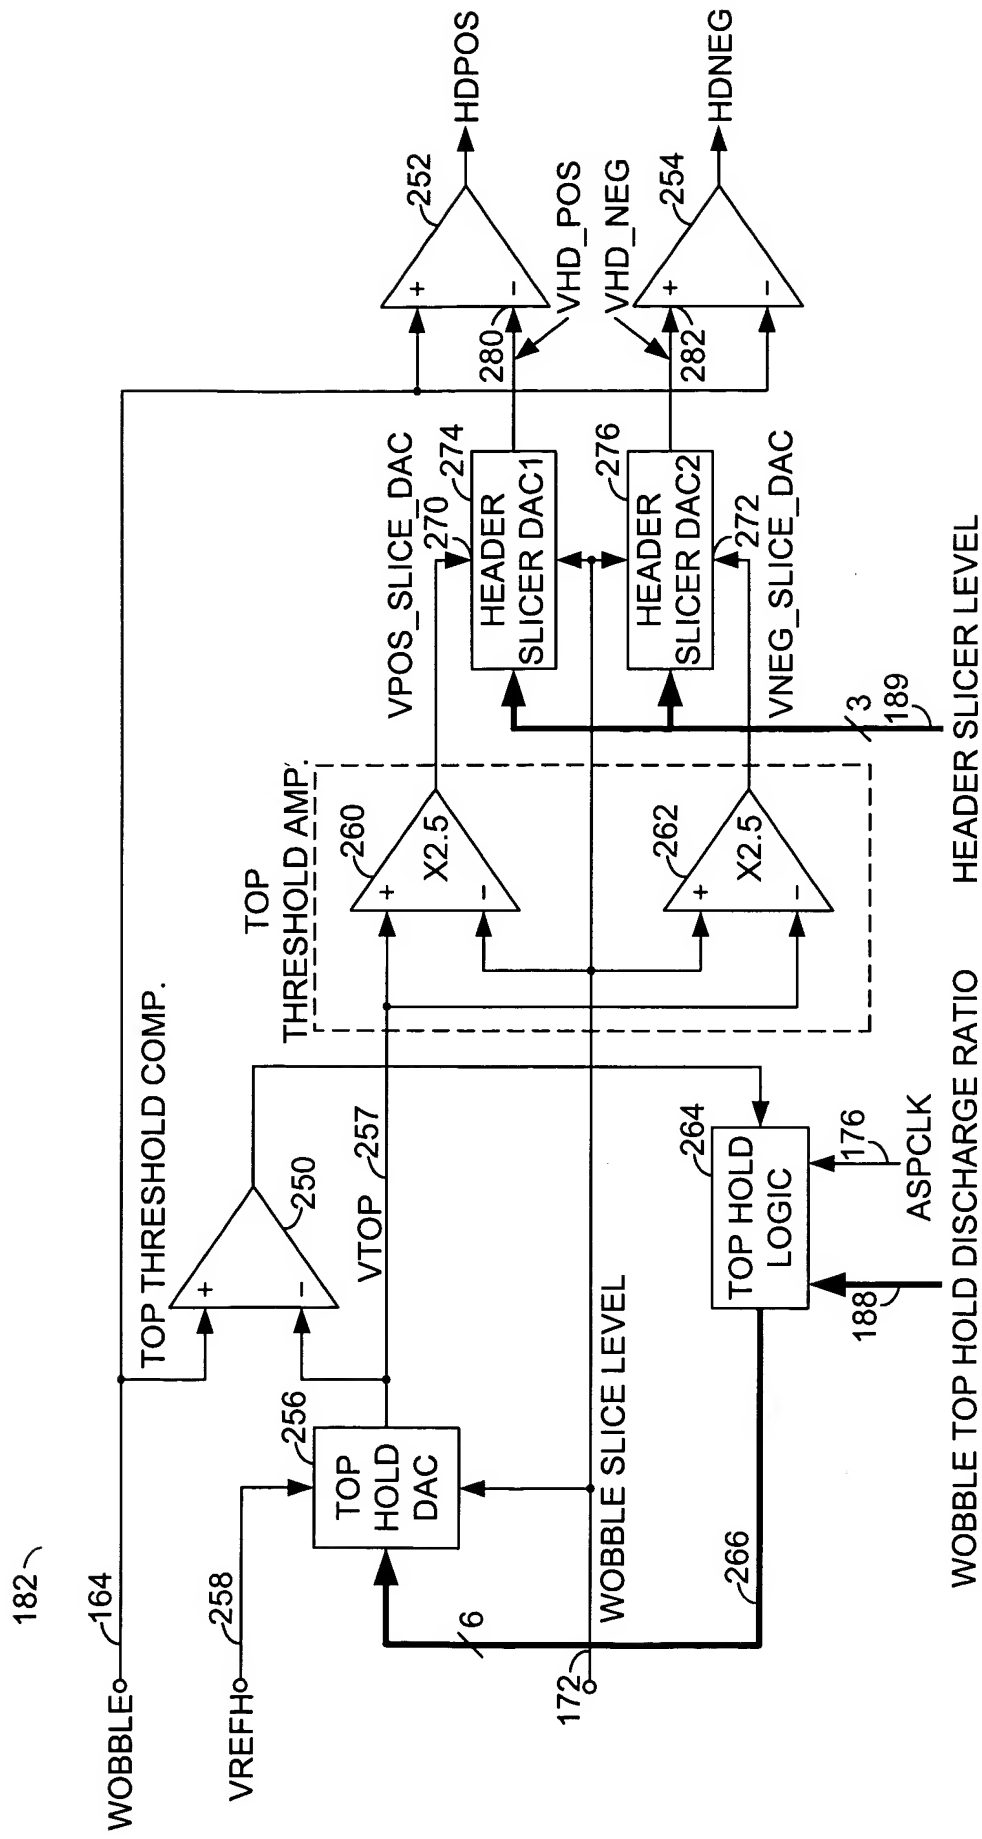 182
WOBBLE
164
VREFH
258
TOP THRESHOLD COMP.
+
−
250
256
TOP
HOLD
DAC
VTOP
257
6
172
WOBBLE SLICE LEVEL
266
264
TOP HOLD
LOGIC
188
176
ASPCLK
WOBBLE TOP HOLD DISCHARGE RATIO
TOP
THRESHOLD AMP.
260
+
−
X2.5
262
+
−
X2.5
VPOS_SLICE_DAC
270
274
HEADER
SLICER DAC1
276
HEADER
SLICER DAC2
272
VNEG_SLICE_DAC
3
189
HEADER SLICER LEVEL
252
+
−
280
VHD_POS
HDPOS
VHD_NEG
254
+
−
282
HDNEG